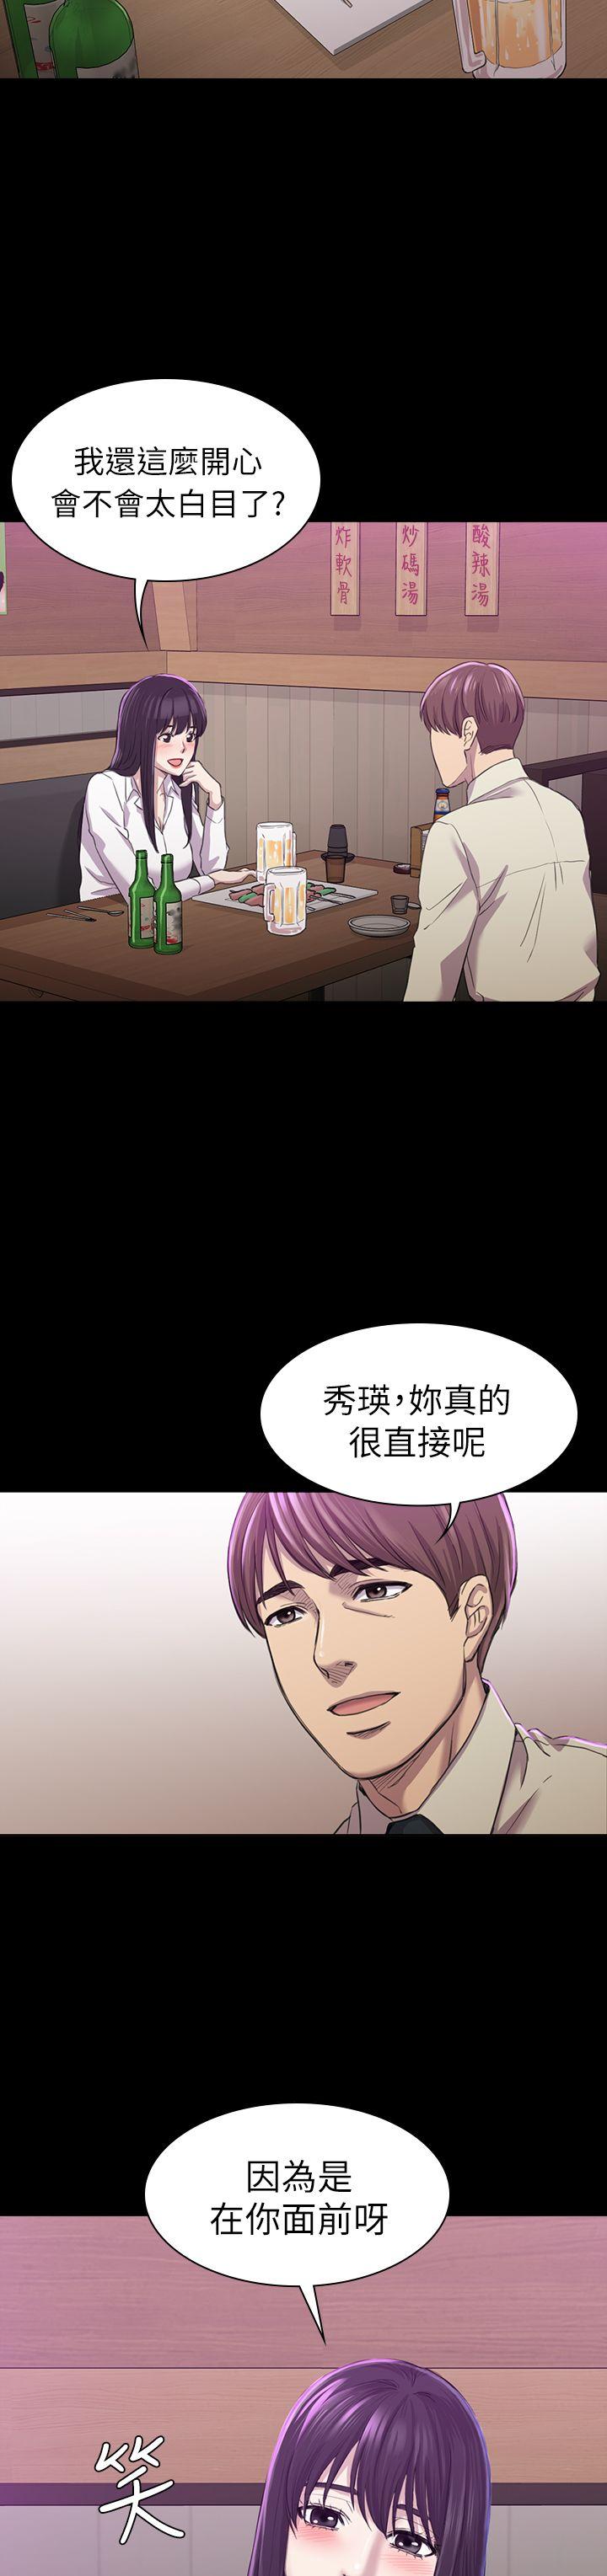 我還這麼開心
會不會太白目了?
炸軟骨
炒碼湯
酸辣湯
秀瑛，妳真的
很直接呢
因為是
在你面前呀
笑